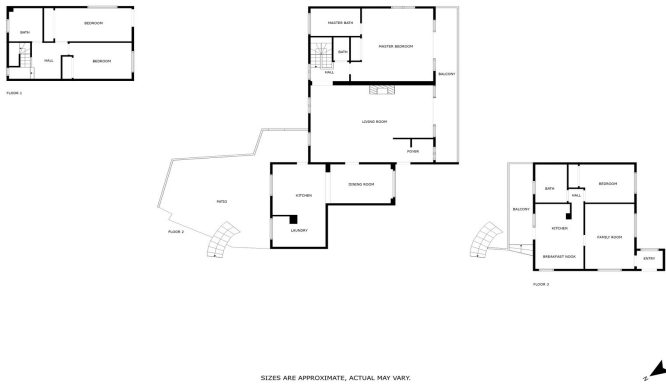 BATH
BEDROOM
HALL
BEDROOM
FLOOR 1
MASTER BATH
BATH
MASTER BEDROOM
HALL
BALCONY
LIVING ROOM
FOYER
KITCHEN
DINING ROOM
PATIO
LAUNDRY
FLOOR 2
BATH
BEDROOM
HALL
BALCONY
KITCHEN
FAMILY ROOM
BREAKFAST NOOK
ENTRY
FLOOR 3
SIZES ARE APPROXIMATE, ACTUAL MAY VARY.
N